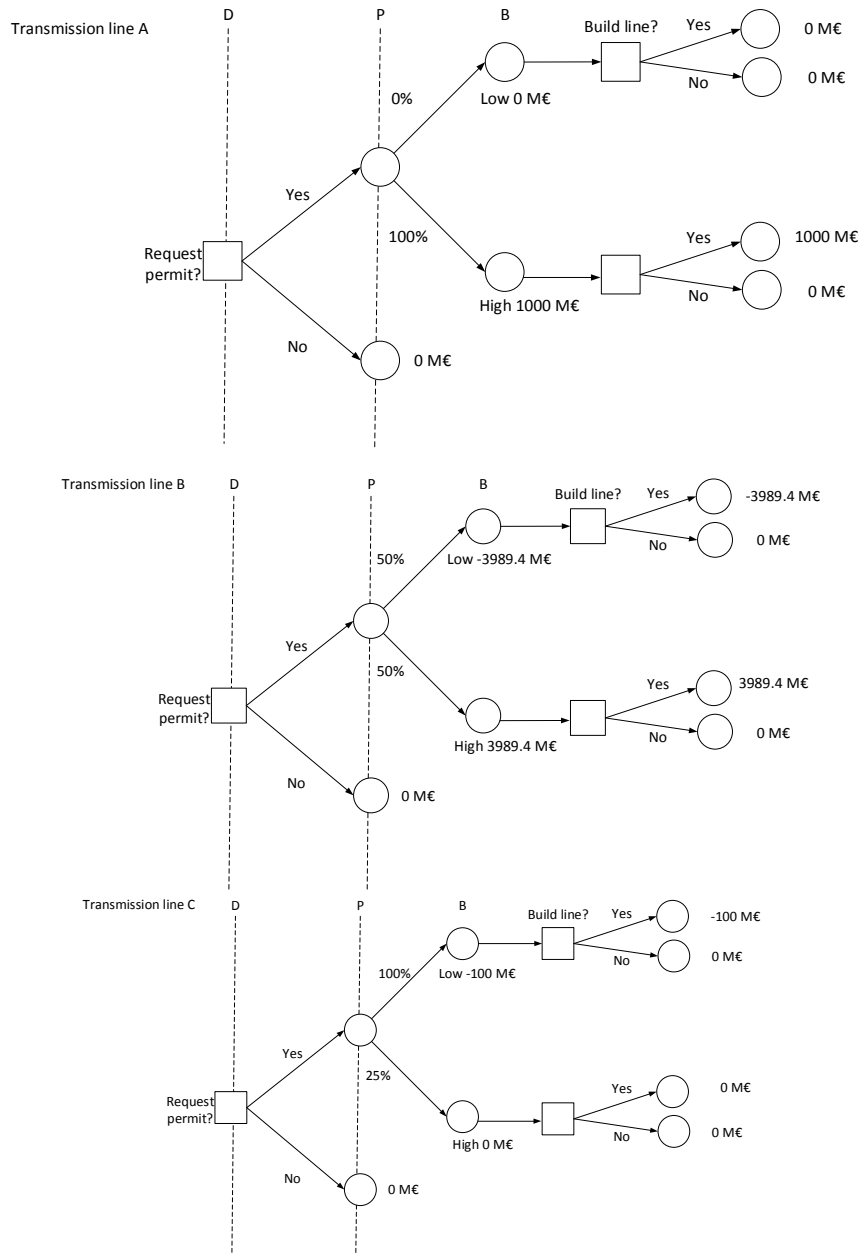 Transmission line A
D
P
B
Build line?
Yes
0 M€
No
0 M€
0%
Low 0 M€
Yes
Request
permit?
100%
High 1000 M€
Yes
1000 M€
No
0 M€
No
0 M€
Transmission line B
D
P
B
Build line?
Yes
-3989.4 M€
No
0 M€
50%
Low -3989.4 M€
Yes
50%
Request
permit?
High 3989.4 M€
Yes
3989.4 M€
No
0 M€
No
0 M€
Transmission line C
D
P
B
Build line?
Yes
-100 M€
No
0 M€
100%
Low -100 M€
Yes
25%
Request
permit?
High 0 M€
Yes
0 M€
No
0 M€
No
0 M€